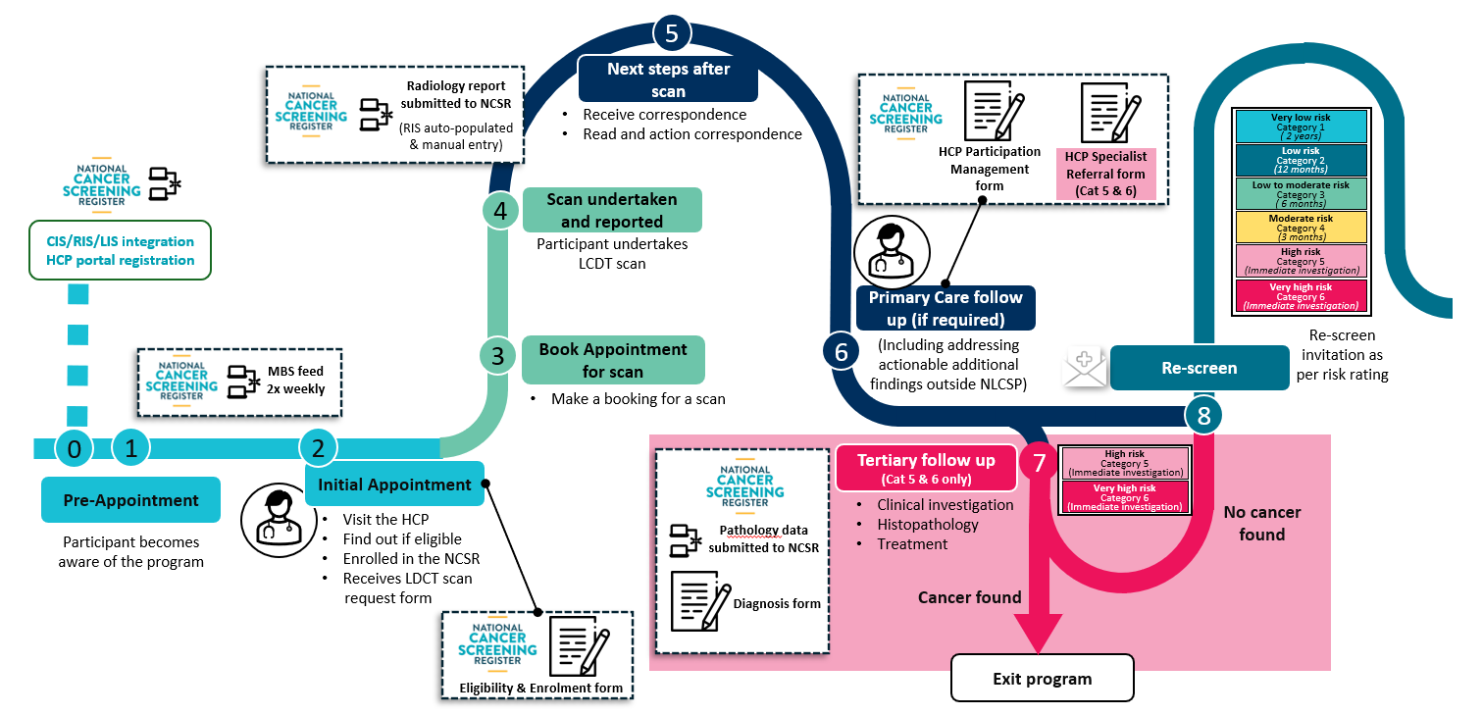 NATIONAL
CANCER
SCREENING
REGISTER
CIS/RIS/LIS integration
HCP portal registration
0
1
Pre-Appointment
Participant becomes
aware of the program
NATIONAL
CANCER
SCREENING
REGISTER
MBS feed
2x weekly
2
Initial Appointment
• Visit the HCP
• Find out if eligible
• Enrolled in the NCSR
• Receives LDCT scan
request form
NATIONAL
CANCER
SCREENING
REGISTER
Eligibility & Enrolment form
3
Book Appointment
for scan
• Make a booking for a scan
4
Scan undertaken
and reported
Participant undertakes
LCDT scan
NATIONAL
CANCER
SCREENING
REGISTER
Radiology report
submitted to NCSR
(RIS auto-populated
& manual entry)
5
Next steps after
scan
• Receive correspondence
• Read and action correspondence
NATIONAL
CANCER
SCREENING
REGISTER
HCP Participation
Management
form
HCP Specialist
Referral form
(Cat 5 & 6)
6
Primary Care follow
up (if required)
(Including addressing
actionable additional
findings outside NLCSP)
NATIONAL
CANCER
SCREENING
REGISTER
Pathology data
submitted to NCSR
Diagnosis form
7
Tertiary follow up
(Cat 5 & 6 only)
• Clinical investigation
• Histopathology
• Treatment
High risk
Category 5
(Immediate investigation)
Very high risk
Category 6
(Immediate investigation)
Cancer found
No cancer
found
Exit program
8
Re-screen
Very low risk
Category 1
( 2 years)
Low risk
Category 2
(12 months)
Low to moderate risk
Category 3
( 6 months)
Moderate risk
Category 4
(3 months)
High risk
Category 5
(Immediate investigation)
Very high risk
Category 6
(Immediate investigation)
Re-screen
invitation as
per risk rating